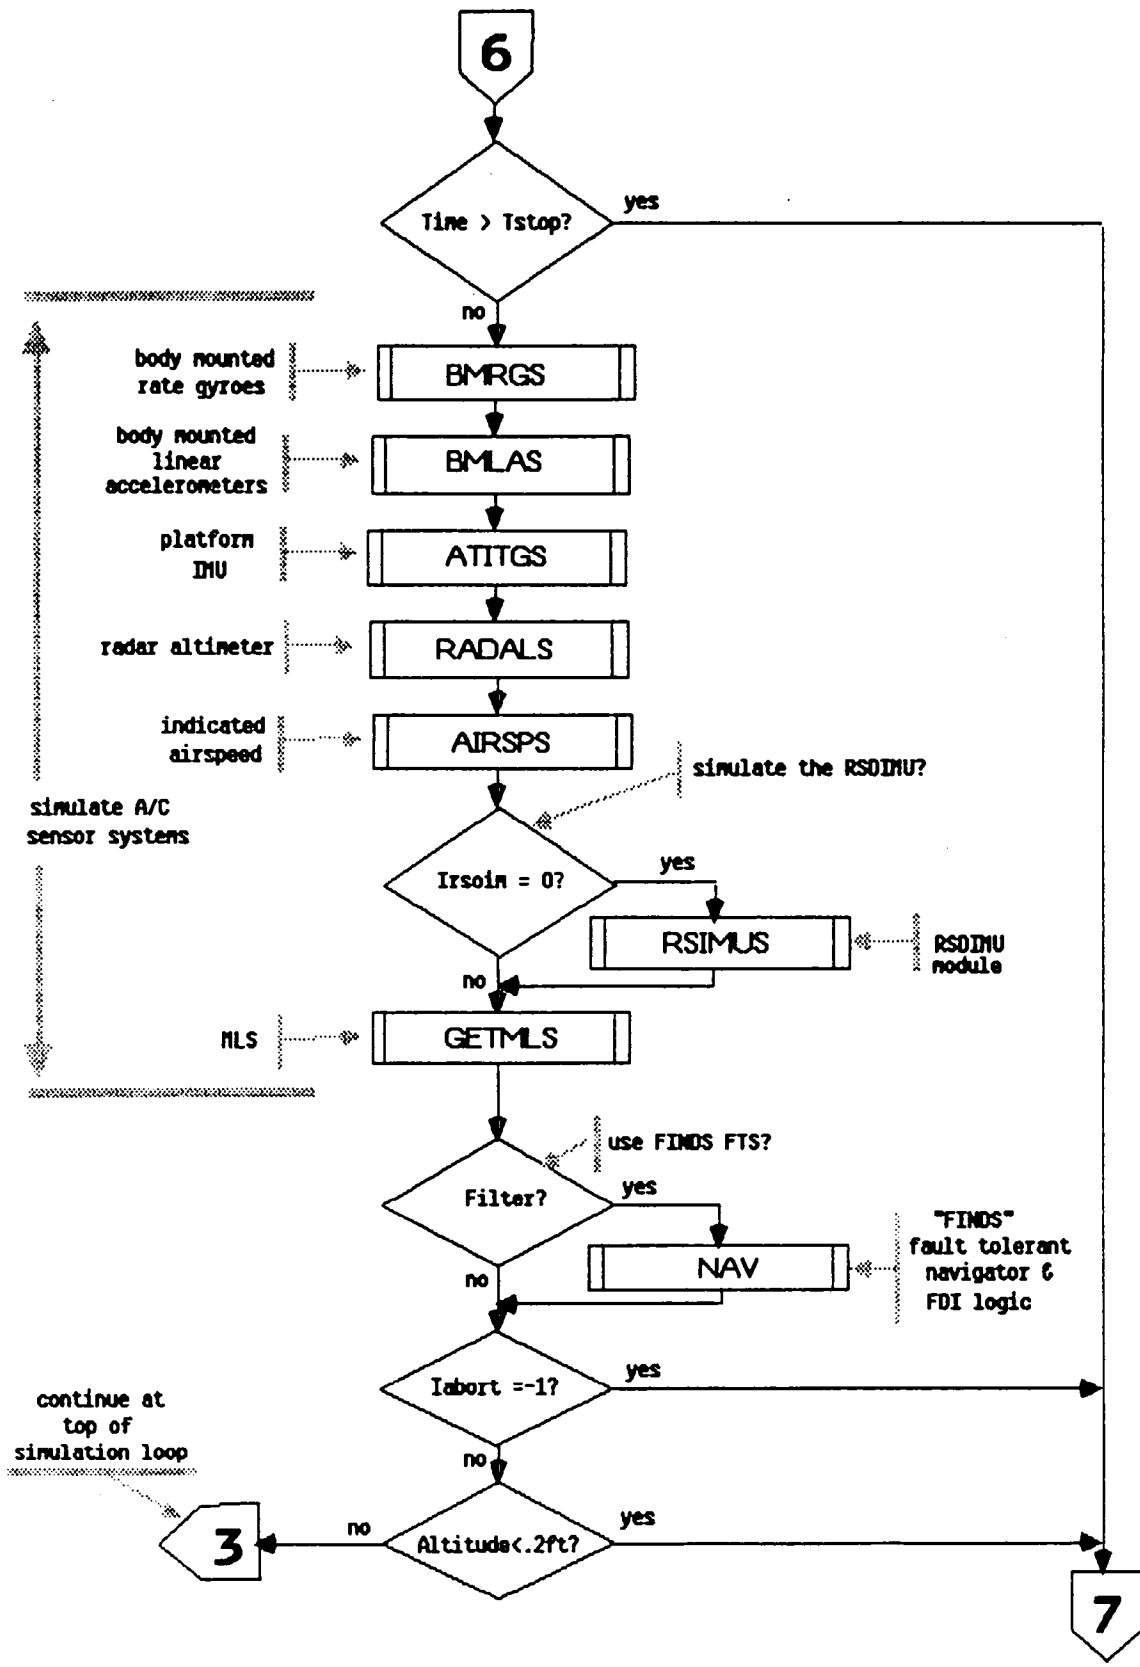 6
Time > Tstop?
yes
no
body mounted
rate gyroes
BMRGS
body mounted
linear
accelerometers
BMLAS
platform
IMU
ATITGS
radar altimeter
RADALS
indicated
airspeed
AIRSPS
simulate the RSDIMU?
simulate A/C
sensor systems
Irsdim = 0?
yes
no
RSIMUS
RSDIMU
module
MLS
GETMLS
use FINDS FTS?
Filter?
yes
no
NAV
"FINDS"
fault tolerant
navigator &
FDI logic
Iabort =-1?
yes
no
continue at
top of
simulation loop
Altitude<.2ft?
yes
no
3
7